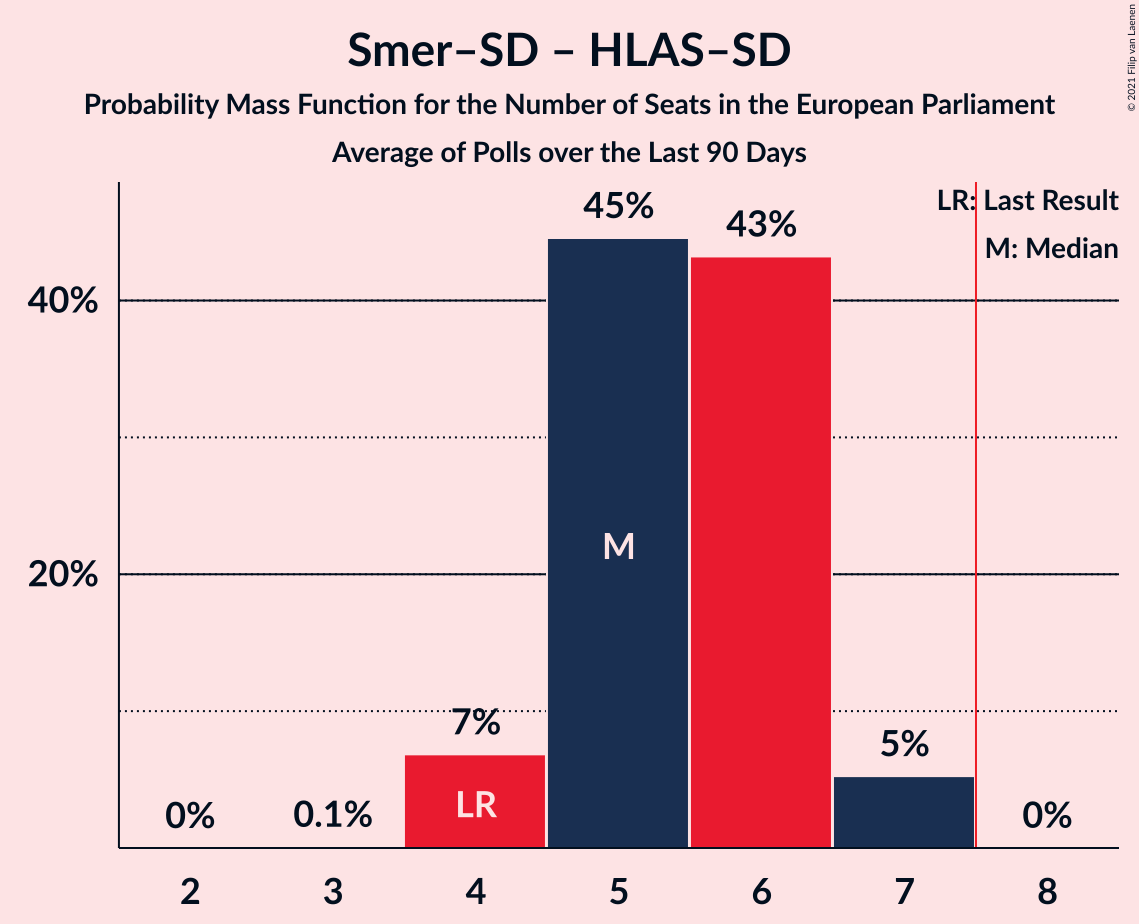 Smer–SD – HLAS–SD
Probability Mass Function for the Number of Seats in the European Parliament
Average of Polls over the Last 90 Days
© 2021 Filip van Laenen
LR: Last Result
M: Median
45%
43%
40%
M
20%
7%
5%
LR
0%
0.1%
0%
2 3 4 5 6 7 8